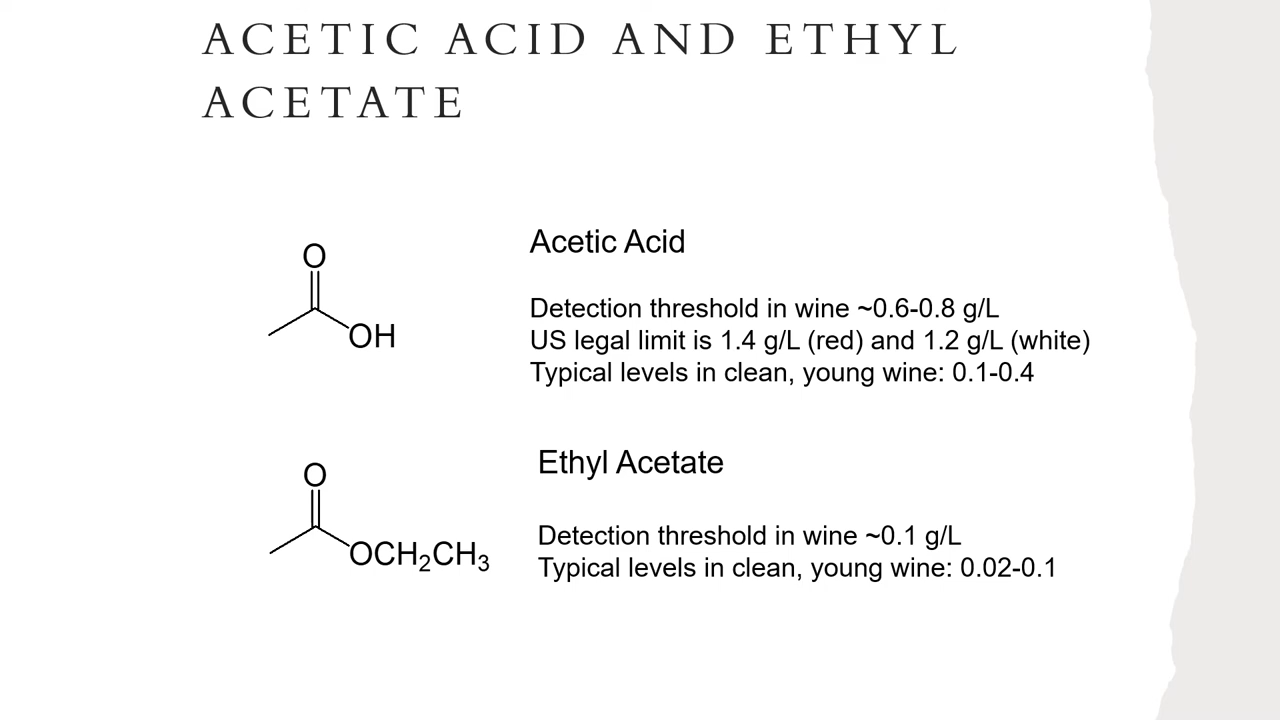 ACETIC ACID AND ETHYL
ACETATE
Acetic Acid
O
OH
Detection threshold in wine ~0.6-0.8 g/L
US legal limit is 1.4 g/L (red) and 1.2 g/L (white)
Typical levels in clean, young wine: 0.1-0.4
Ethyl Acetate
O
OCH₂CH₃
Detection threshold in wine ~0.1 g/L
Typical levels in clean, young wine: 0.02-0.1